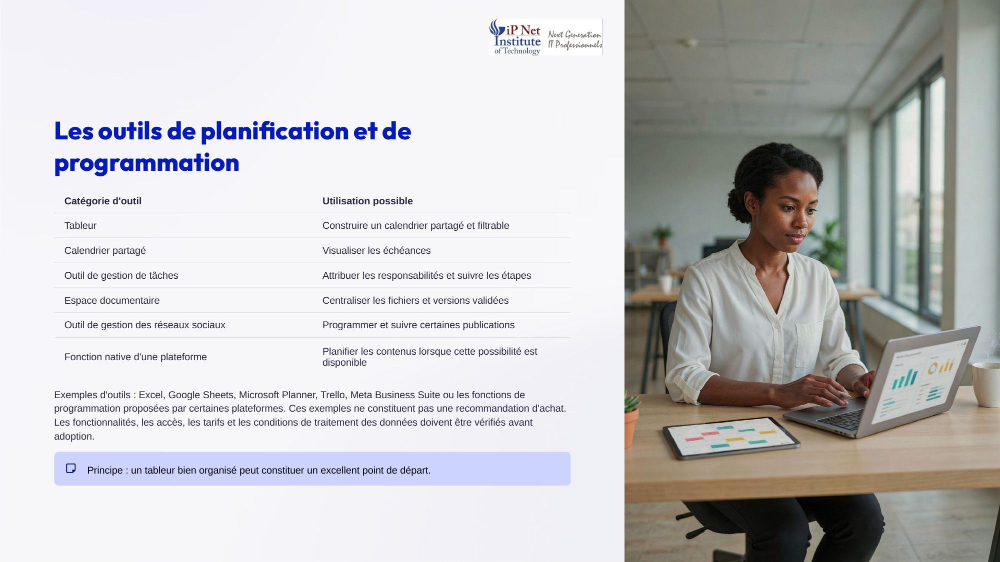 iP Net
Institute
of Technology
Next Generation
IT Professionnels
Les outils de planification et de
programmation
Catégorie d'outil
Utilisation possible
Tableur
Construire un calendrier partagé et filtrable
Calendrier partagé
Visualiser les échéances
Outil de gestion de tâches
Attribuer les responsabilités et suivre les étapes
Espace documentaire
Centraliser les fichiers et versions validées
Outil de gestion des réseaux sociaux
Programmer et suivre certaines publications
Fonction native d'une plateforme
Planifier les contenus lorsque cette possibilité est
disponible
Exemples d'outils : Excel, Google Sheets, Microsoft Planner, Trello, Meta Business Suite ou les fonctions de
programmation proposées par certaines plateformes. Ces exemples ne constituent pas une recommandation d'achat.
Les fonctionnalités, les accès, les tarifs et les conditions de traitement des données doivent être vérifiés avant
adoption.
Principe : un tableur bien organisé peut constituer un excellent point de départ.